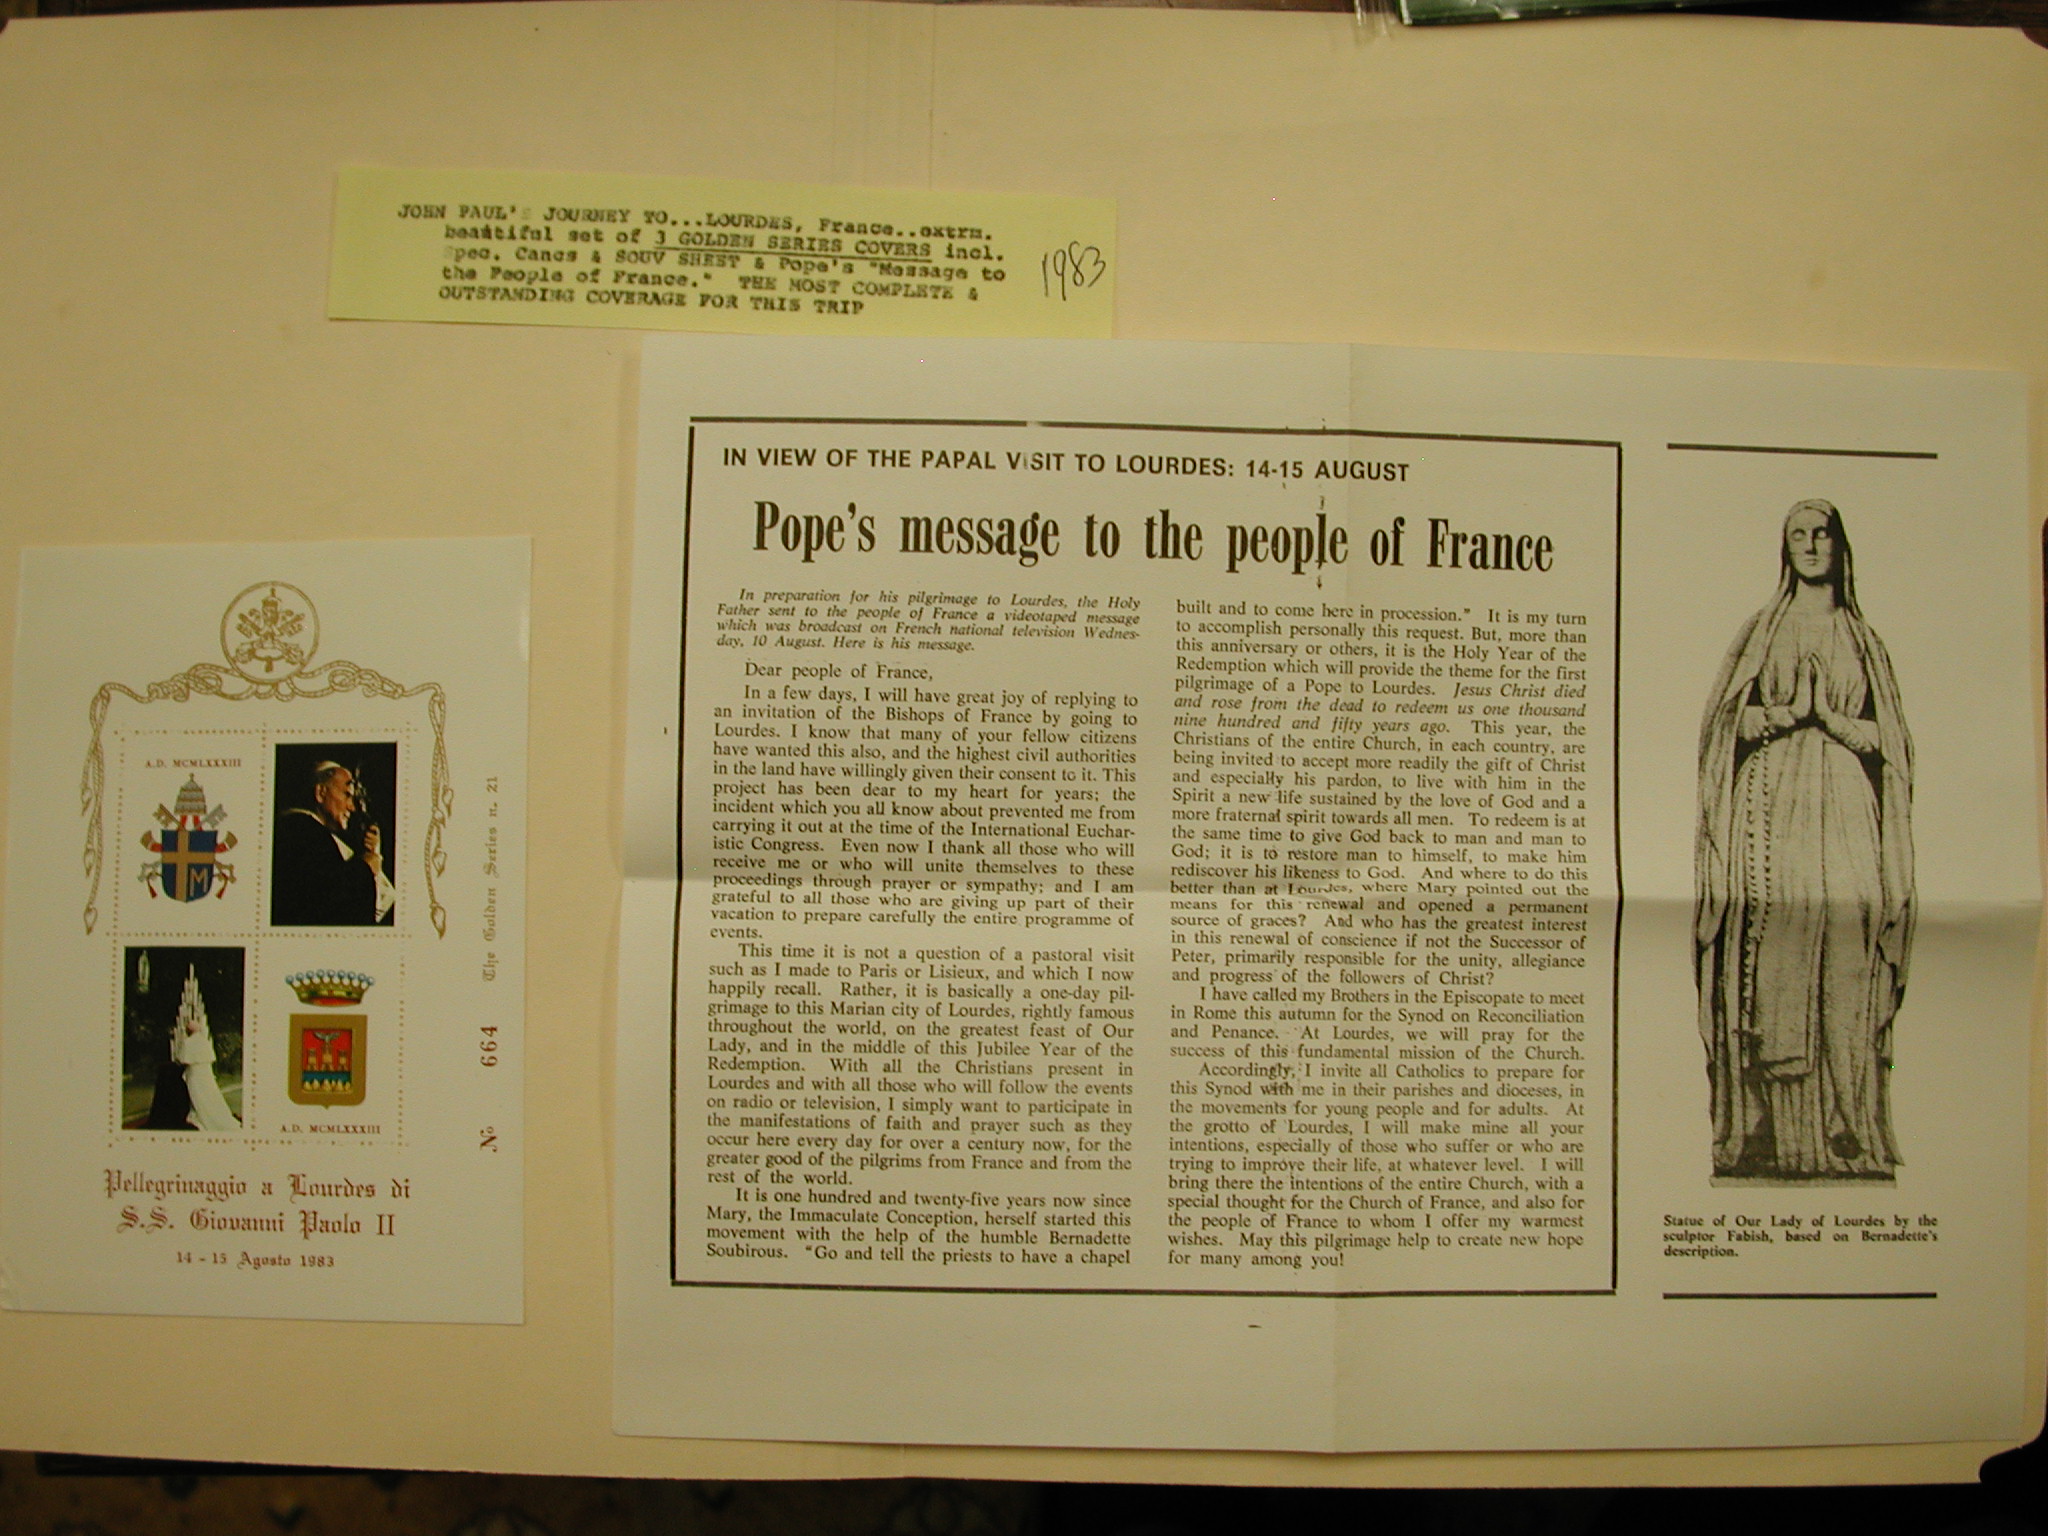 JOHN PAUL'S JOURNEY TO...LOURDES, France..extrm.
beautiful set of 3 GOLDEN SERIES COVERS incl.
Spec. Cancs & SOUV SHEET & Pope's "Message to
the People of France." THE MOST COMPLETE &
OUTSTANDING COVERAGE FOR THIS TRIP
1983
A.D. MCMLXXXIII
M
A.D. MCMLXXXIII
The Golden Series nr. 21
No 664
Pellegrinaggio a Lourdes di
S.S. Giovanni Paolo II
14 - 15 Agosto 1983
IN VIEW OF THE PAPAL VISIT TO LOURDES: 14-15 AUGUST
Pope's message to the people of France
In preparation for his pilgrimage to Lourdes, the Holy
Father sent to the people of France a videotaped message
which was broadcast on French national television Wednes-
day, 10 August. Here is his message.
Dear people of France,
In a few days, I will have great joy of replying to
an invitation of the Bishops of France by going to
Lourdes. I know that many of your fellow citizens
have wanted this also, and the highest civil authorities
in the land have willingly given their consent to it. This
project has been dear to my heart for years; the
incident which you all know about prevented me from
carrying it out at the time of the International Euchar-
istic Congress. Even now I thank all those who will
receive me or who will unite themselves to these
proceedings through prayer or sympathy; and I am
grateful to all those who are giving up part of their
vacation to prepare carefully the entire programme of
events.
This time it is not a question of a pastoral visit
such as I made to Paris or Lisieux, and which I now
happily recall. Rather, it is basically a one-day pil-
grimage to this Marian city of Lourdes, rightly famous
throughout the world, on the greatest feast of Our
Lady, and in the middle of this Jubilee Year of the
Redemption. With all the Christians present in
Lourdes and with all those who will follow the events
on radio or television, I simply want to participate in
the manifestations of faith and prayer such as they
occur here every day for over a century now, for the
greater good of the pilgrims from France and from the
rest of the world.
It is one hundred and twenty-five years now since
Mary, the Immaculate Conception, herself started this
movement with the help of the humble Bernadette
Soubirous. "Go and tell the priests to have a chapel
built and to come here in procession." It is my turn
to accomplish personally this request. But, more than
this anniversary or others, it is the Holy Year of the
Redemption which will provide the theme for the first
pilgrimage of a Pope to Lourdes. Jesus Christ died
and rose from the dead to redeem us one thousand
nine hundred and fifty years ago. This year, the
Christians of the entire Church, in each country, are
being invited to accept more readily the gift of Christ
and especially his pardon, to live with him in the
Spirit a new life sustained by the love of God and a
more fraternal spirit towards all men. To redeem is at
the same time to give God back to man and man to
God; it is to restore man to himself, to make him
rediscover his likeness to God. And where to do this
better than at Lourdes, where Mary pointed out the
means for this renewal and opened a permanent
source of graces? And who has the greatest interest
in this renewal of conscience if not the Successor of
Peter, primarily responsible for the unity, allegiance
and progress of the followers of Christ?
I have called my Brothers in the Episcopate to meet
in Rome this autumn for the Synod on Reconciliation
and Penance. At Lourdes, we will pray for the
success of this fundamental mission of the Church.
Accordingly, I invite all Catholics to prepare for
this Synod with me in their parishes and dioceses, in
the movements for young people and for adults. At
the grotto of Lourdes, I will make mine all your
intentions, especially of those who suffer or who are
trying to improve their life, at whatever level. I will
bring there the intentions of the entire Church, with a
special thought for the Church of France, and also for
the people of France to whom I offer my warmest
wishes. May this pilgrimage help to create new hope
for many among you!
Statue of Our Lady of Lourdes by the
sculptor Fabish, based on Bernadette's
description.